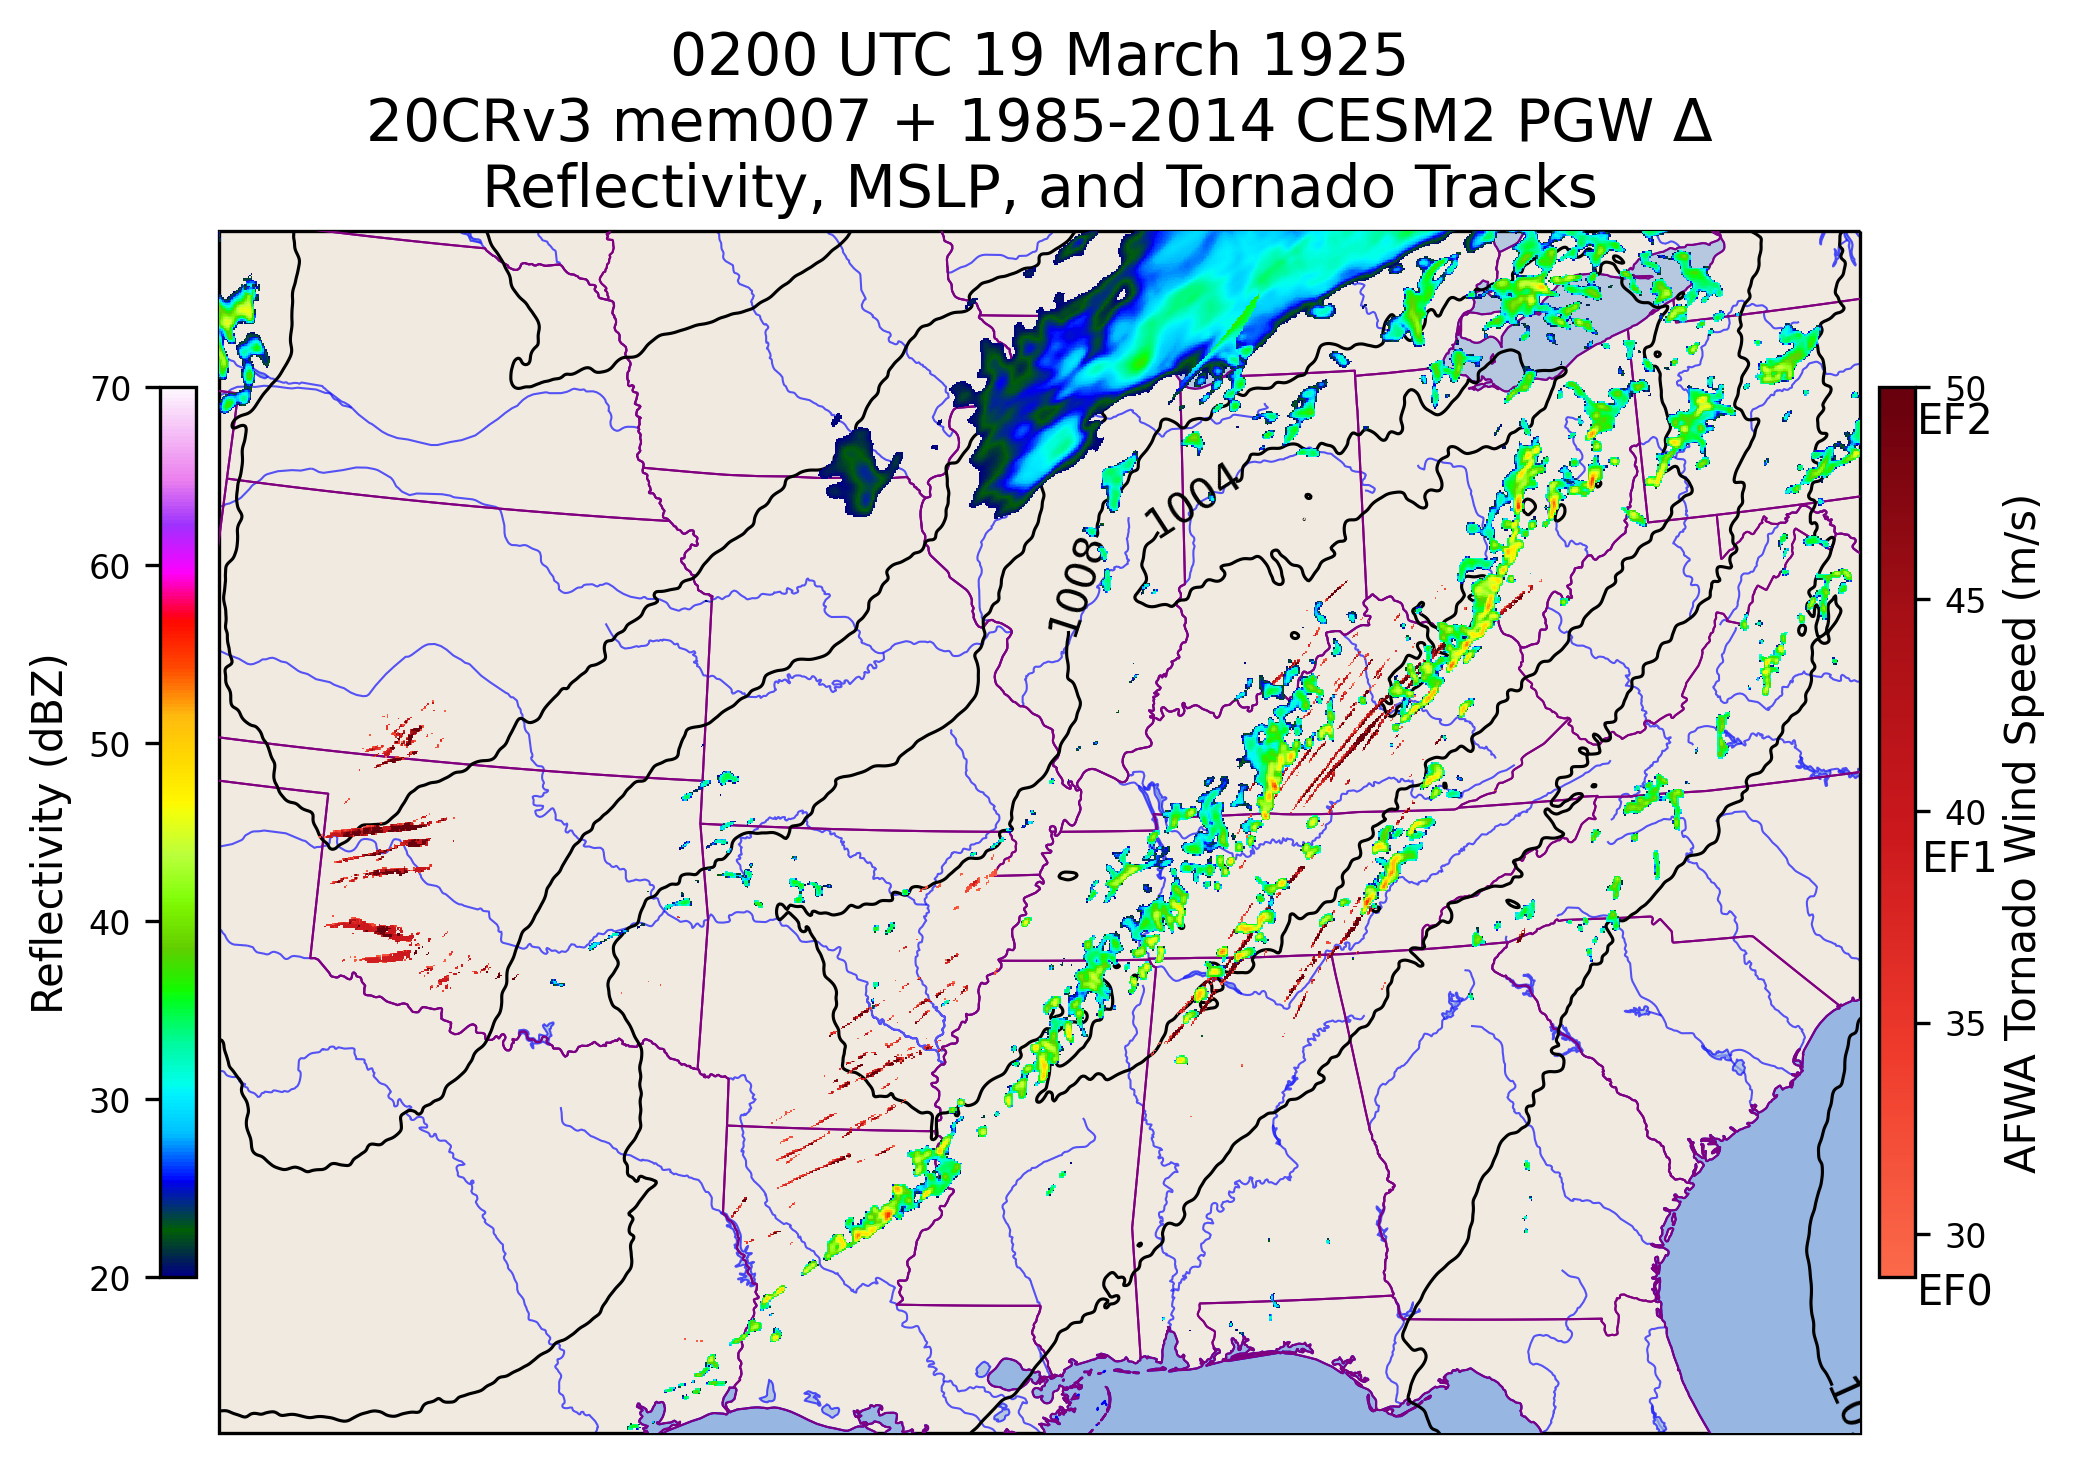 0200 UTC 19 March 1925
20CRv3 mem007 + 1985-2014 CESM2 PGW Δ
Reflectivity, MSLP, and Tornado Tracks
70
60
50
40
30
20
Reflectivity (dBZ)
1004
1008
10
50
EF2
45
40
EF1
35
30
EF0
AFWA Tornado Wind Speed (m/s)